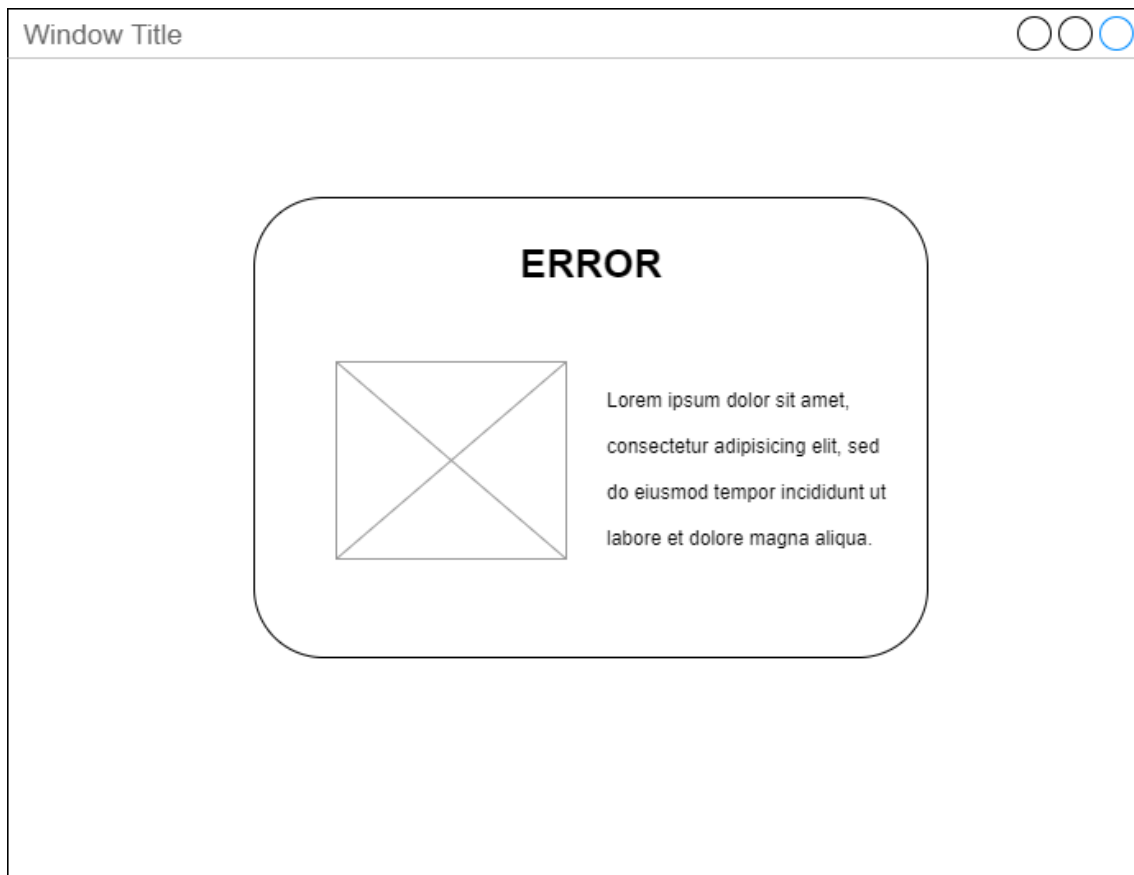 Window Title
ERROR
Lorem ipsum dolor sit amet,
consectetur adipisicing elit, sed
do eiusmod tempor incididunt ut
labore et dolore magna aliqua.